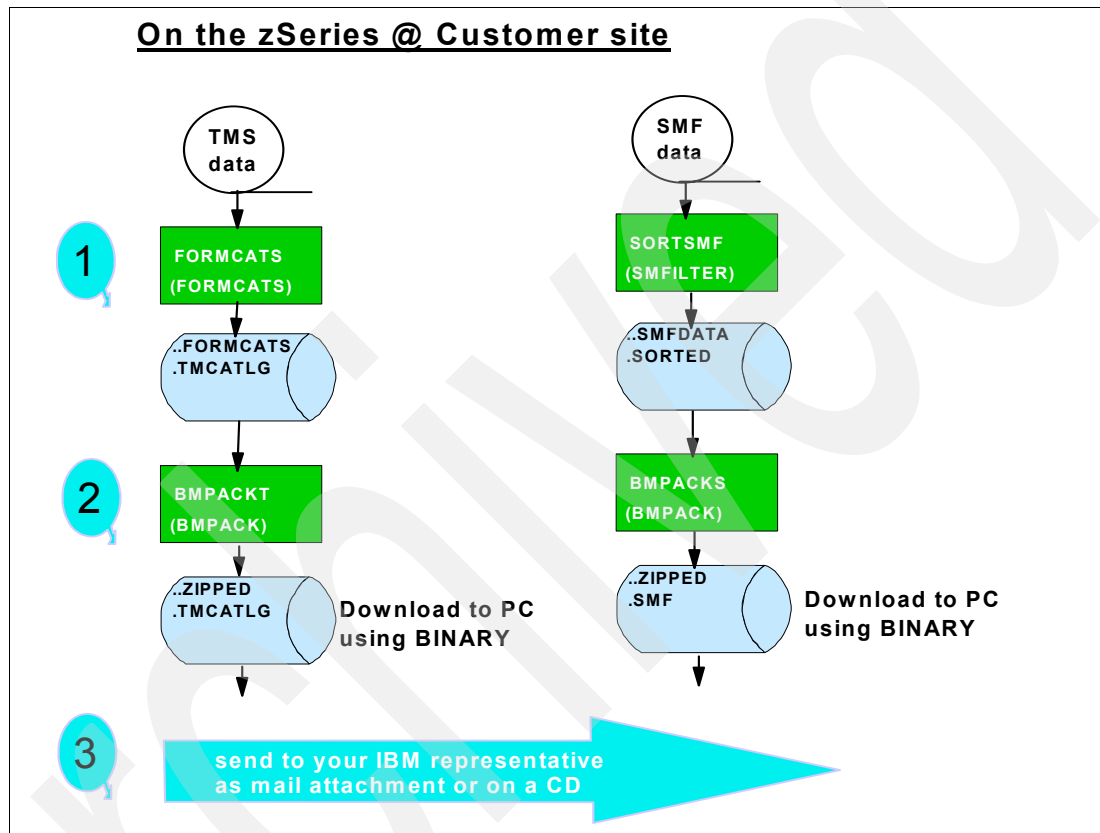 On the zSeries @ Customer site
TMS
data
SMF
data
1
FORMCATS
(FORMCATS)
SORTSMF
(SMFILTER)
..FORMCATS
.TMCATLG
..SMFDATA
.SORTED
2
BMPACKT
(BMPACK)
BMPACKS
(BMPACK)
..ZIPPED
.TMCATLG
Download to PC
using BINARY
..ZIPPED
.SMF
Download to PC
using BINARY
3
send to your IBM representative
as mail attachment or on a CD